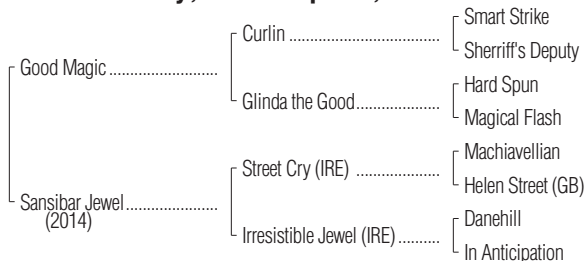 Smart Strike
Curlin
Sherriff's Deputy
Good Magic
Hard Spun
Glinda the Good
Magical Flash
Machiavellian
Street Cry (IRE)
Helen Street (GB)
Sansibar Jewel
(2014)
Danehill
Irresistible Jewel (IRE)
In Anticipation